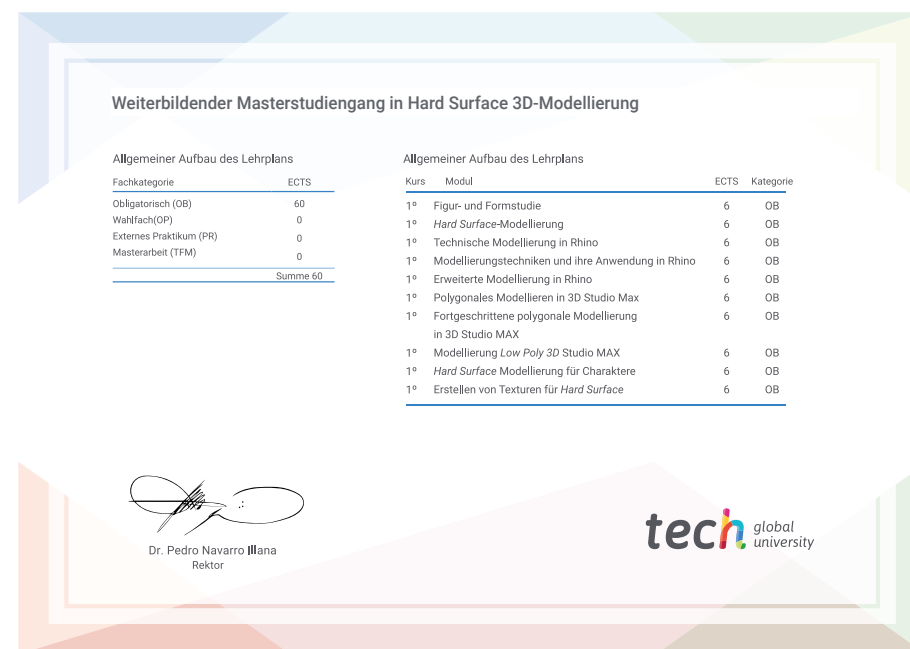 Weiterbildender Masterstudiengang in Hard Surface 3D-Modellierung
Allgemeiner Aufbau des Lehrplans
Fachkategorie ECTS
Obligatorisch (OB) 60
Wahlfach(OP) 0
Externes Praktikum (PR) 0
Masterarbeit (TFM) 0
Summe 60
Allgemeiner Aufbau des Lehrplans
Kurs Modul ECTS Kategorie
1º Figur- und Formstudie 6 OB
1º Hard Surface-Modellierung 6 OB
1º Technische Modellierung in Rhino 6 OB
1º Modellierungstechniken und ihre Anwendung in Rhino 6 OB
1º Erweiterte Modellierung in Rhino 6 OB
1º Polygonales Modellieren in 3D Studio Max 6 OB
1º Fortgeschrittene polygonale Modellierung 6 OB
in 3D Studio MAX
1º Modellierung Low Poly 3D Studio MAX 6 OB
1º Hard Surface Modellierung für Charaktere 6 OB
1º Erstellen von Texturen für Hard Surface 6 OB
Dr. Pedro Navarro Illana
Rektor
tech global
university